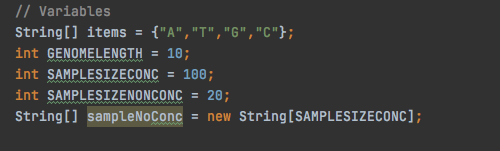 // Variables
String[] items = {"A","T","G","C"};
int GENOMELENGTH = 10;
int SAMPLESIZECONC = 100;
int SAMPLESIZENONCONC = 20;
String[] sampleNoConc = new String[SAMPLESIZECONC];